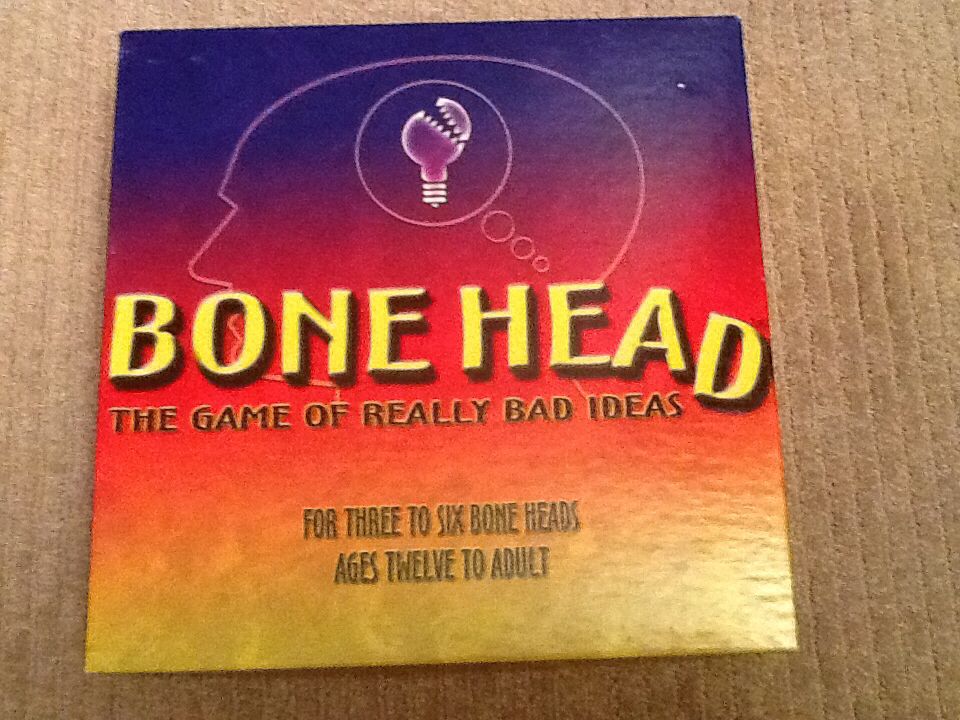 BONE HEAD
THE GAME OF REALLY BAD IDEAS
FOR THREE TO SIX BONE HEADS
AGES TWELVE TO ADULT